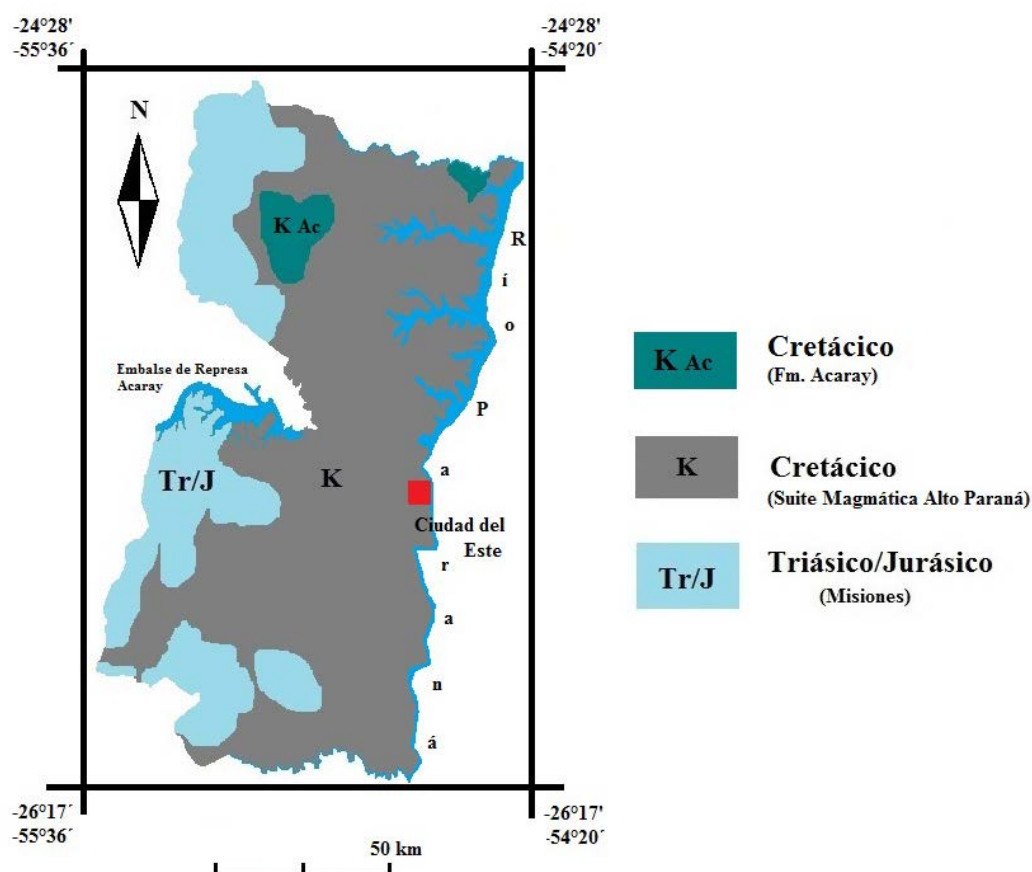 -24°28'
-55°36´
-24°28'
-54°20´
N
K Ac
R
í
o
Embalse de Represa
Acaray
P
a
Tr/J
K
Ciudad del
Este
r
a
n
á
K Ac
Cretácico
(Fm. Acaray)
K
Cretácico
(Suite Magmática Alto Paraná)
Tr/J
Triásico/Jurásico
(Misiones)
-26°17´
-55°36´
-26°17'
-54°20´
50 km